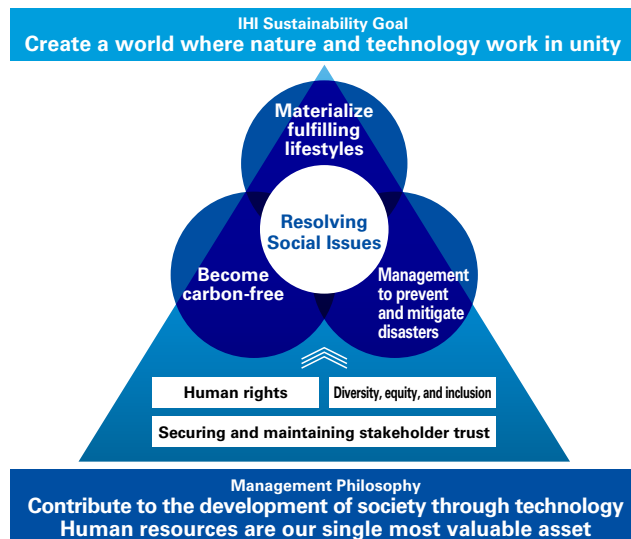 IHI Sustainability Goal
Create a world where nature and technology work in unity
Materialize
fulfilling
lifestyles
Resolving
Social Issues
Become
carbon-free
Management
to prevent
and mitigate
disasters
Human rights
Diversity, equity, and inclusion
Securing and maintaining stakeholder trust
Management Philosophy
Contribute to the development of society through technology
Human resources are our single most valuable asset